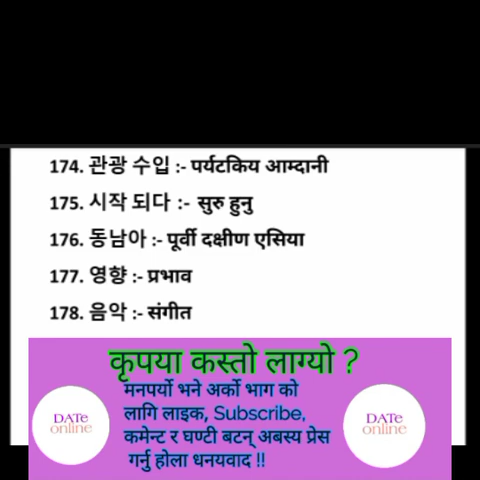 174. 관광 수입 :- पर्यटकिय आम्दानी
175. 시작 되다 :- सुरु हुनु
176. 동남아 :- पूर्वी दक्षीण एसिया
177. 영향 :- प्रभाव
178. 음악 :- संगीत
कृपया कस्तो लाग्यो ?
मनपर्यो भने अर्को भाग को
लागि लाइक, Subscribe,
कमेन्ट र घण्टी बटन् अबस्य प्रेस
गर्नु होला धनयवाद !!
DATe
online
DATe
online